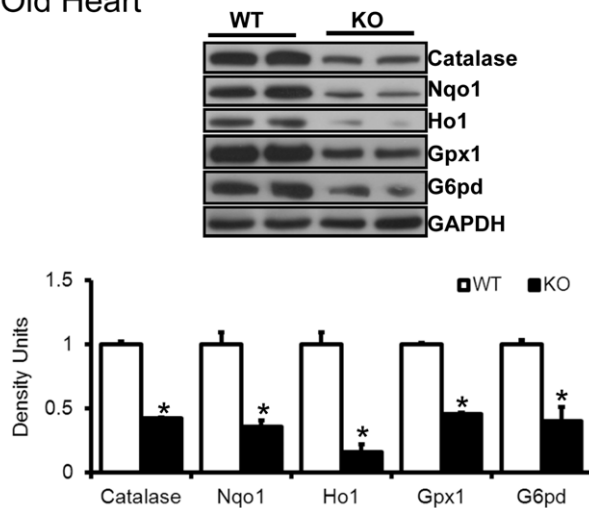 Old Heart
WT KO
Catalase
Nqo1
Ho1
Gpx1
G6pd
GAPDH
1.5
WT KO
1
Density Units
0.5
* * * * *
0
Catalase Nqo1 Ho1 Gpx1 G6pd